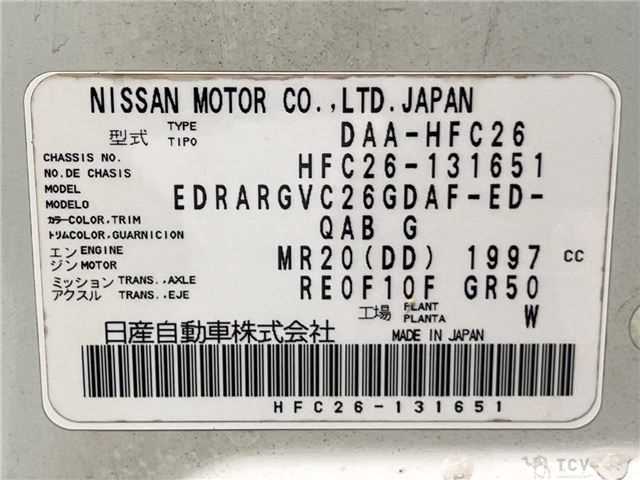 NISSAN MOTOR CO.,LTD.JAPAN
型式 TYPE TIPO DAA-HFC26
CHASSIS NO. NO.DE CHASIS HFC26-131651
MODEL MODELO EDRARGVC26GDAF-ED-
カラーCOLOR,TRIM トリムCOLOR,GUARNICION QAB G
エンジン ENGINE MOTOR MR20(DD) 1997 CC
ミッション アクスル TRANS.,AXLE TRANS.,EJE RE0F10F GR50
工場 PLANT PLANTA W
日産自動車株式会社 MADE IN JAPAN
HFC26-131651
TCV